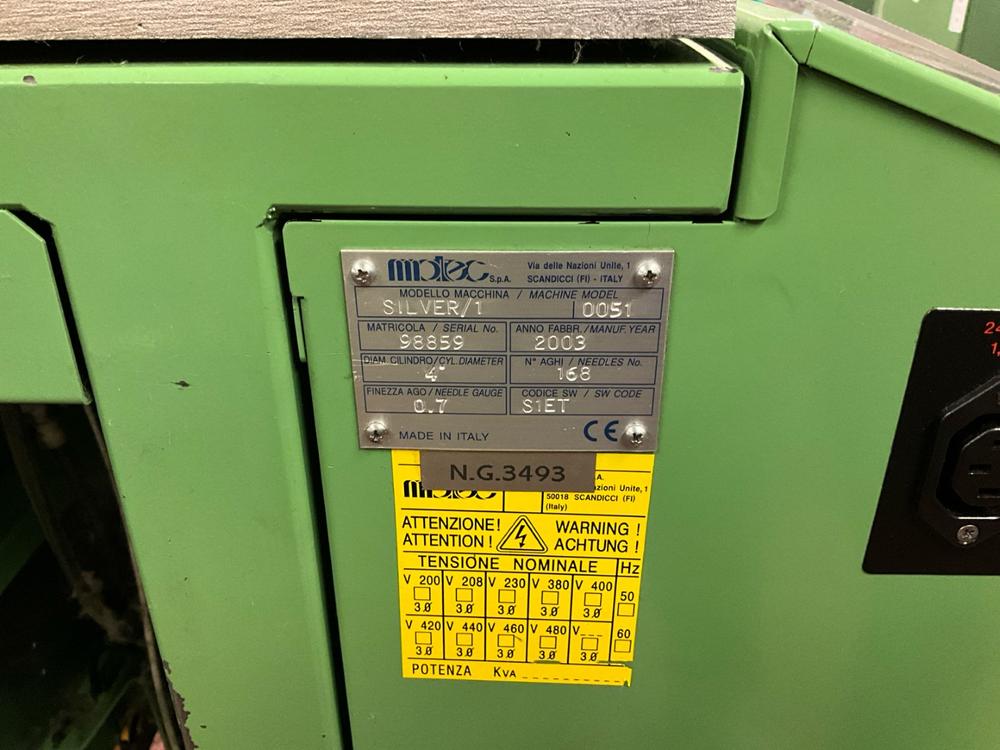 matec S.p.A. Via delle Nazioni Unite, 1
SCANDICCI (FI) - ITALY
MODELLO MACCHINA / MACHINE MODEL
SILVER/1 0051
MATRICOLA / SERIAL No. ANNO FABBR./MANUF. YEAR
98859 2003
DIAM. CILINDRO/CYL. DIAMETER N° AGHI / NEEDLES No.
4" 168
FINEZZA AGO / NEEDLE GAUGE CODICE SW / SW CODE
0.7 S1ET
MADE IN ITALY CE
N.G.3493
.A.
zioni Unite, 1
50018 SCANDICCI (FI)
(Italy)
ATTENZIONE! WARNING !
ATTENTION ! ACHTUNG !
TENSIONE NOMINALE Hz
V 200 V 208 V 230 V 380 V 400 50
3Ø 3Ø 3Ø 3Ø 3Ø
V 420 V 440 V 460 V 480 V___ 60
3Ø 3Ø 3Ø 3Ø 3Ø
POTENZA KVA